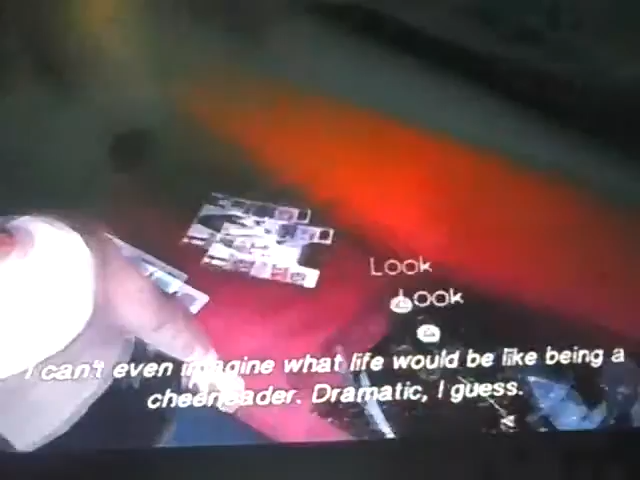 Look
Look
I can't even imagine what life would be like being a
cheerleader. Dramatic, I guess.